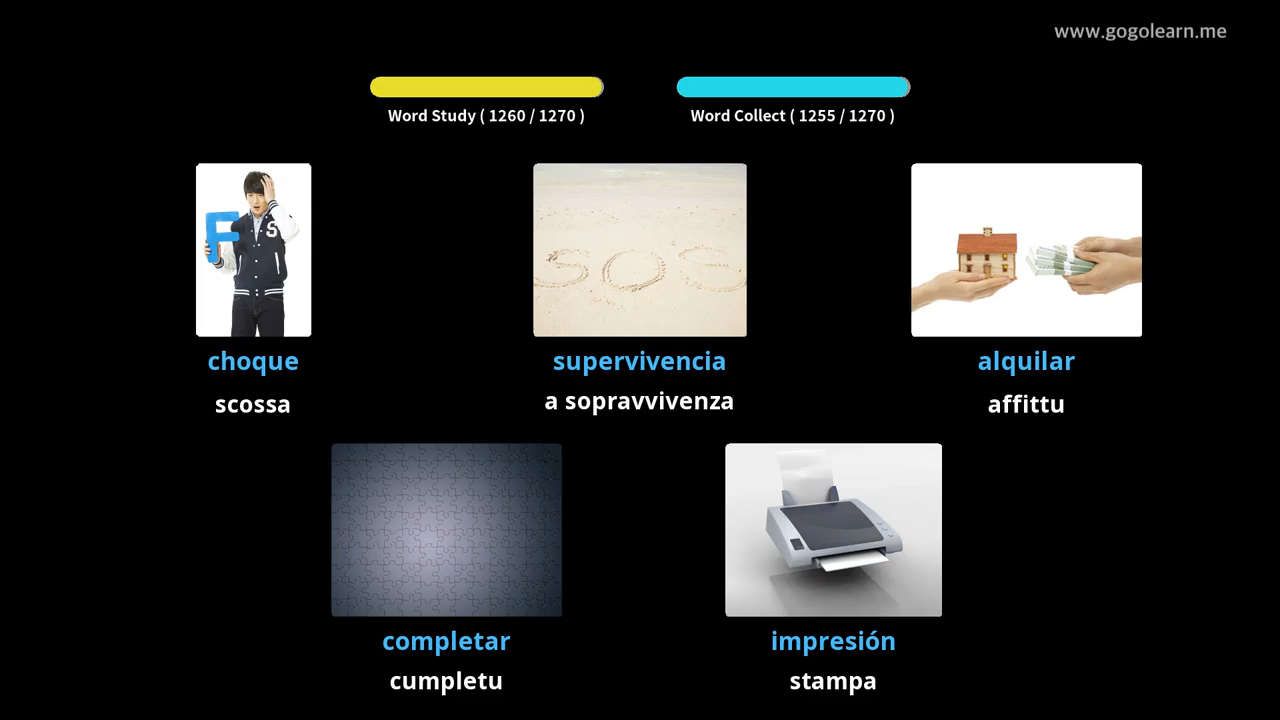 www.gogolearn.me
Word Study ( 1260 / 1270 )
Word Collect ( 1255 / 1270 )
F
S
SOS
choque
supervivencia
alquilar
scossa
a sopravvivenza
affittu
completar
impresión
cumpletu
stampa